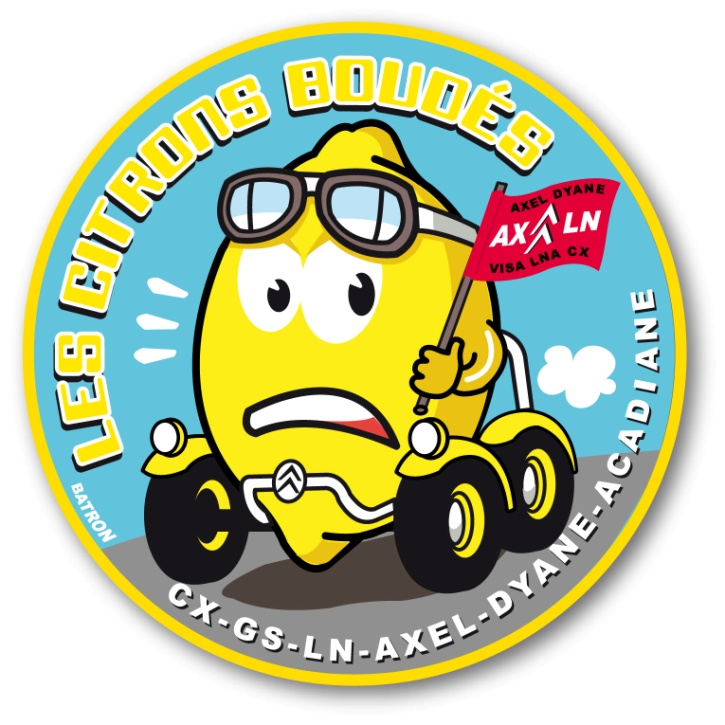 LES CITRONS BOUDÉS
AXEL DYANE
AX LN
VISA LNA CX
BATRON
CX-GS-LN-AXEL-DYANE-ACADIANE